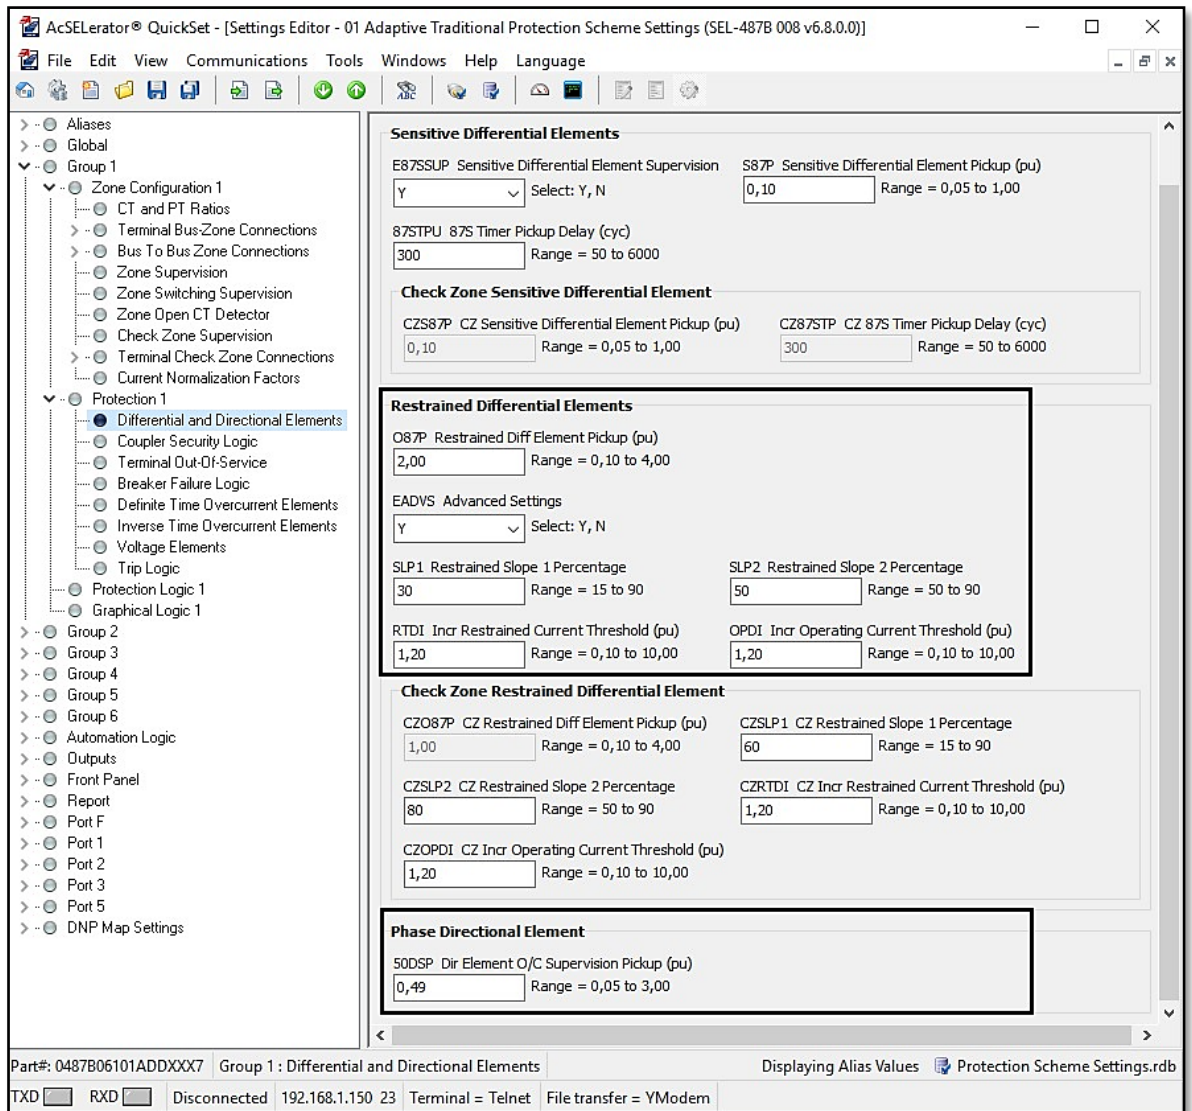 AcSELerator® QuickSet - [Settings Editor - 01 Adaptive Traditional Protection Scheme Settings (SEL-487B 008 v6.8.0.0)]
File Edit View Communications Tools Windows Help Language
Aliases
Global
Group 1
Zone Configuration 1
CT and PT Ratios
Terminal Bus-Zone Connections
Bus To Bus Zone Connections
Zone Supervision
Zone Switching Supervision
Zone Open CT Detector
Check Zone Supervision
Terminal Check Zone Connections
Current Normalization Factors
Protection 1
Differential and Directional Elements
Coupler Security Logic
Terminal Out-Of-Service
Breaker Failure Logic
Definite Time Overcurrent Elements
Inverse Time Overcurrent Elements
Voltage Elements
Trip Logic
Protection Logic 1
Graphical Logic 1
Group 2
Group 3
Group 4
Group 5
Group 6
Automation Logic
Outputs
Front Panel
Report
Port F
Port 1
Port 2
Port 3
Port 5
DNP Map Settings
Sensitive Differential Elements
E87SSUP Sensitive Differential Element Supervision S87P Sensitive Differential Element Pickup (pu)
Y Select: Y, N 0,10 Range = 0,05 to 1,00
87STPU 87S Timer Pickup Delay (cyc)
300 Range = 50 to 6000
Check Zone Sensitive Differential Element
CZS87P CZ Sensitive Differential Element Pickup (pu) CZ87STP CZ 87S Timer Pickup Delay (cyc)
0,10 Range = 0,05 to 1,00 300 Range = 50 to 6000
Restrained Differential Elements
O87P Restrained Diff Element Pickup (pu)
2,00 Range = 0,10 to 4,00
EADVS Advanced Settings
Y Select: Y, N
SLP1 Restrained Slope 1 Percentage SLP2 Restrained Slope 2 Percentage
30 Range = 15 to 90 50 Range = 50 to 90
RTDI Incr Restrained Current Threshold (pu) OPDI Incr Operating Current Threshold (pu)
1,20 Range = 0,10 to 10,00 1,20 Range = 0,10 to 10,00
Check Zone Restrained Differential Element
CZO87P CZ Restrained Diff Element Pickup (pu) CZSLP1 CZ Restrained Slope 1 Percentage
1,00 Range = 0,10 to 4,00 60 Range = 15 to 90
CZSLP2 CZ Restrained Slope 2 Percentage CZRTDI CZ Incr Restrained Current Threshold (pu)
80 Range = 50 to 90 1,20 Range = 0,10 to 10,00
CZOPDI CZ Incr Operating Current Threshold (pu)
1,20 Range = 0,10 to 10,00
Phase Directional Element
50DSP Dir Element O/C Supervision Pickup (pu)
0,49 Range = 0,05 to 3,00
Part#: 0487B06101ADDXXX7 Group 1 : Differential and Directional Elements Displaying Alias Values Protection Scheme Settings.rdb
TXD RXD Disconnected 192.168.1.150 23 Terminal = Telnet File transfer = YModem